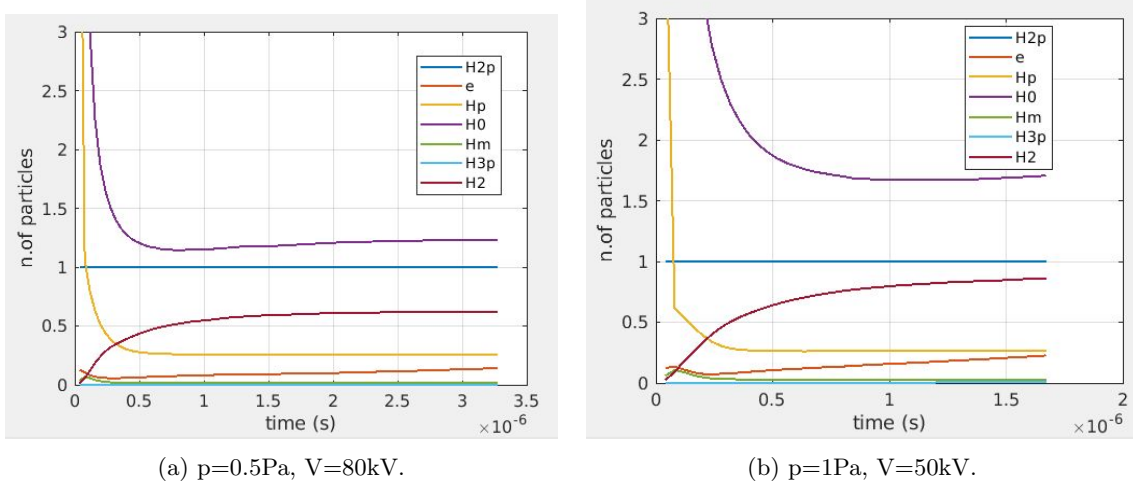 3
2.5
2
1.5
1
0.5
0
n.of particles
H2p
e
Hp
H0
Hm
H3p
H2
0 0.5 1 1.5 2 2.5 3 3.5
time (s)
×10⁻⁶
(a) p=0.5Pa, V=80kV.
3
2.5
2
1.5
1
0.5
0
n.of particles
H2p
e
Hp
H0
Hm
H3p
H2
0 0.5 1 1.5 2
time (s)
×10⁻⁶
(b) p=1Pa, V=50kV.